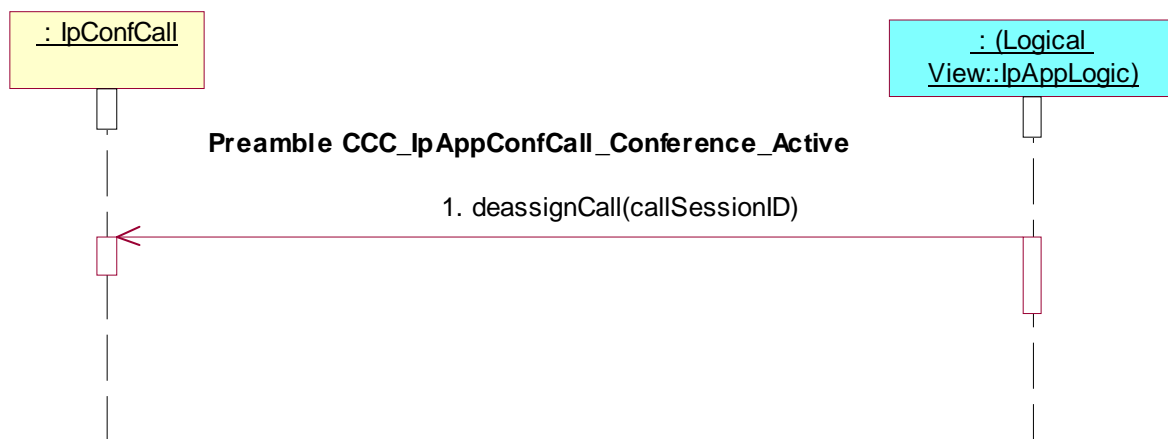 : IpConfCall
: (Logical
View::IpAppLogic)
Preamble CCC_IpAppConfCall_Conference_Active
1. deassignCall(callSessionID)